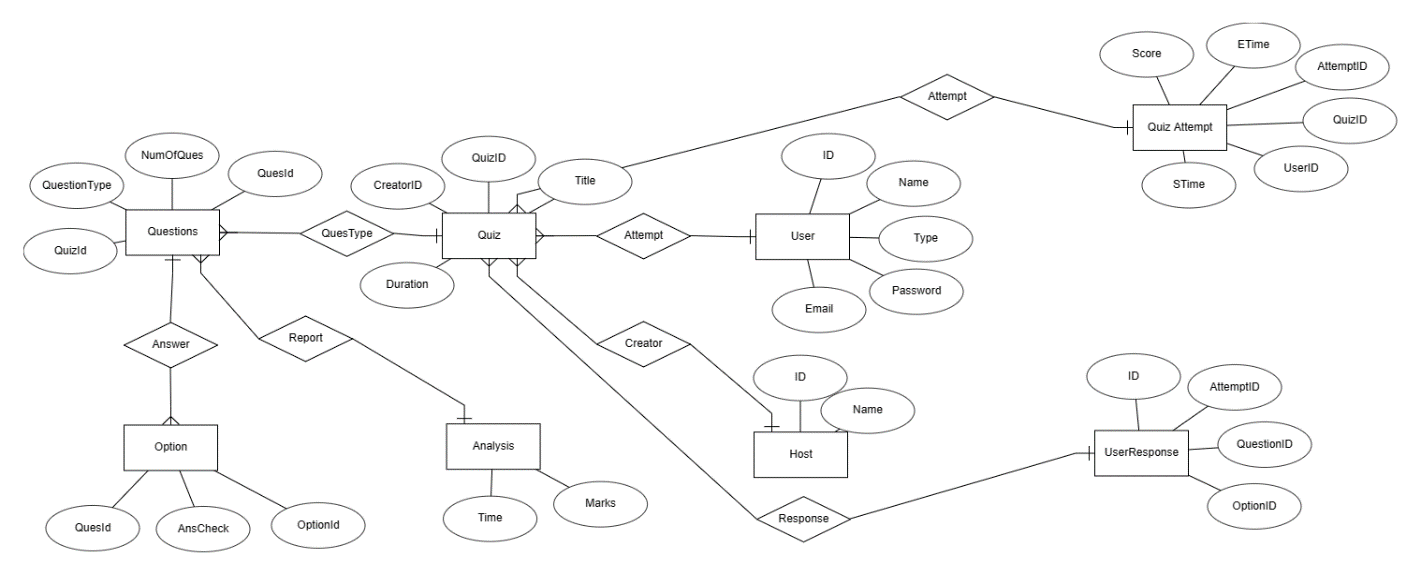 Score
ETime
AttemptID
Attempt
Quiz Attempt
QuizID
UserID
STime
NumOfQues
QuestionType
QuesId
QuizID
CreatorID
Title
ID
Name
Questions
QuesType
Quiz
Attempt
User
Type
QuizId
Duration
Password
Email
Answer
Report
Creator
ID
Name
ID
AttemptID
Option
Analysis
Host
UserResponse
QuestionID
QuesId
AnsCheck
OptionId
Time
Marks
Response
OptionID